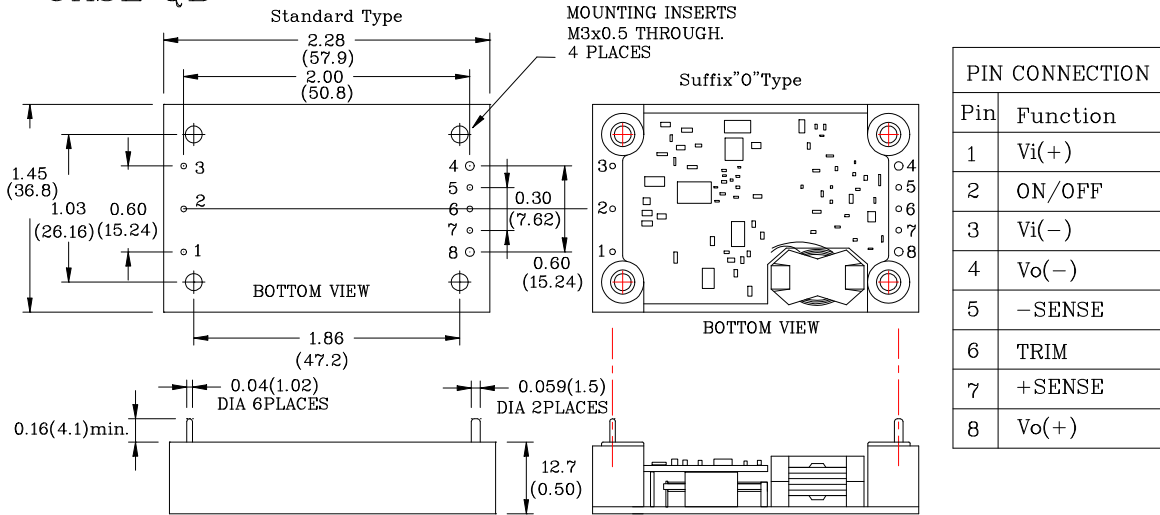 Standard Type
2.28
(57.9)
2.00
(50.8)
MOUNTING INSERTS
M3x0.5 THROUGH.
4 PLACES
Suffix"O"Type
3
2
1
4
5
6
7
8
1.45
(36.8)
1.03
(26.16)
0.60
(15.24)
0.30
(7.62)
0.60
(15.24)
BOTTOM VIEW
1.86
(47.2)
3
2
1
4
5
6
7
8
BOTTOM VIEW
0.04(1.02)
DIA 6PLACES
0.059(1.5)
DIA 2PLACES
0.16(4.1)min.
12.7
(0.50)
PIN CONNECTION
Pin Function
1 Vi(+)
2 ON/OFF
3 Vi(-)
4 Vo(-)
5 -SENSE
6 TRIM
7 +SENSE
8 Vo(+)